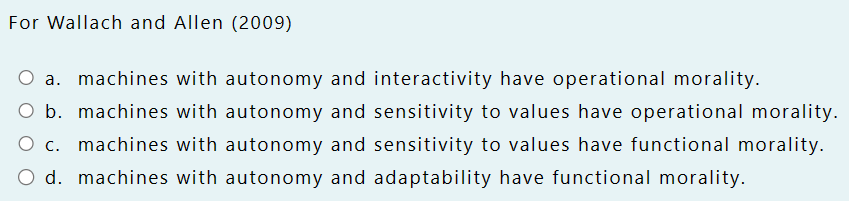 For Wallach and Allen (2009)
a. machines with autonomy and interactivity have operational morality.
b. machines with autonomy and sensitivity to values have operational morality.
c. machines with autonomy and sensitivity to values have functional morality.
d. machines with autonomy and adaptability have functional morality.